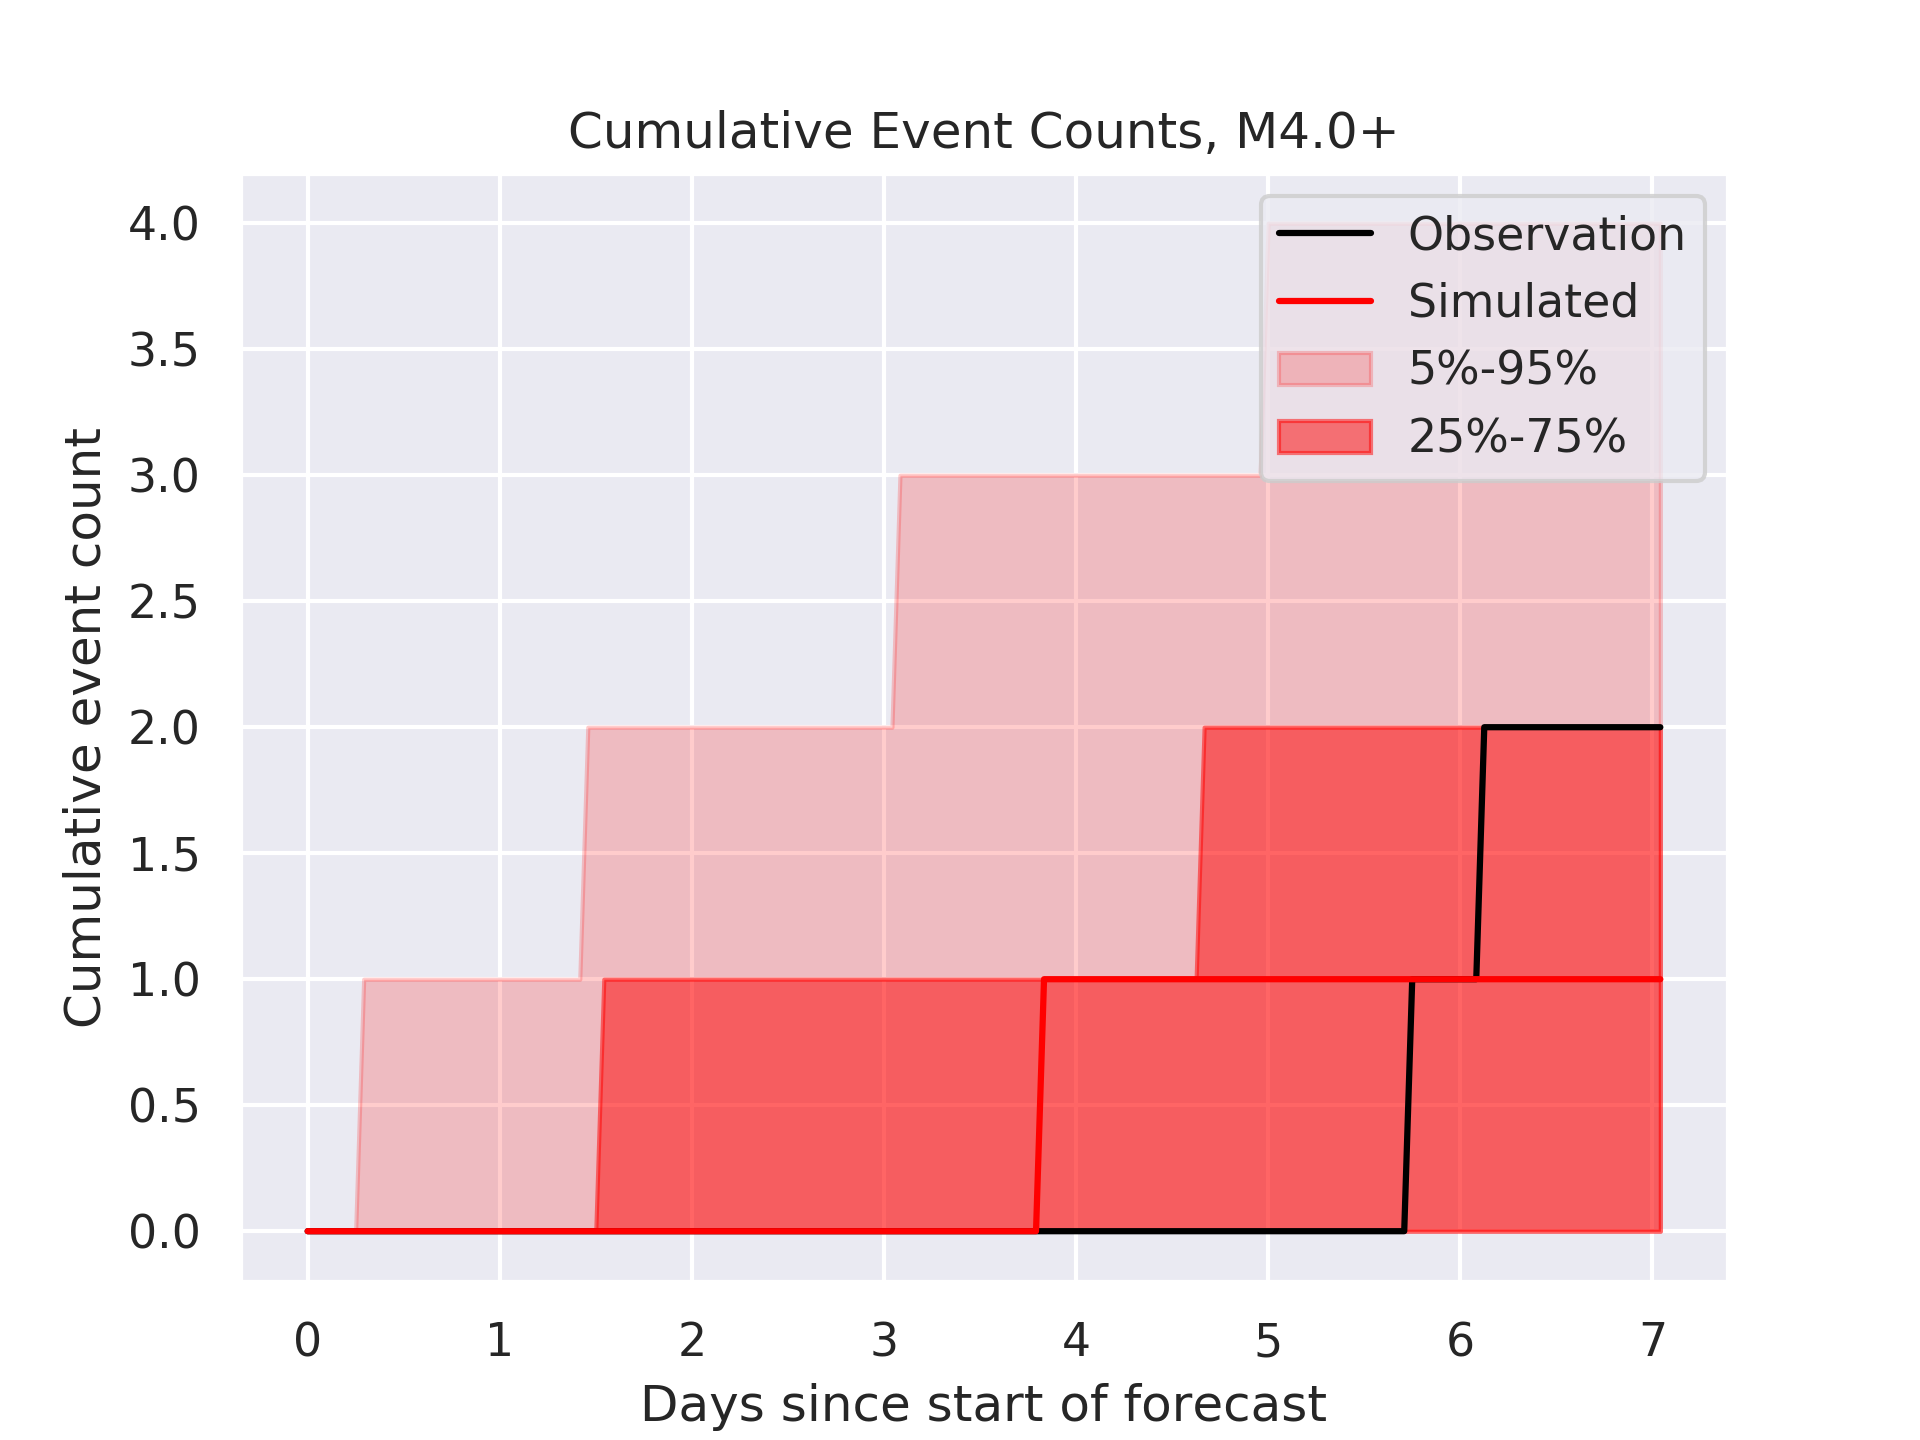 Cumulative Event Counts, M4.0+
Observation
Simulated
5%-95%
25%-75%
Cumulative event count
4.0
3.5
3.0
2.5
2.0
1.5
1.0
0.5
0.0
0 1 2 3 4 5 6 7
Days since start of forecast